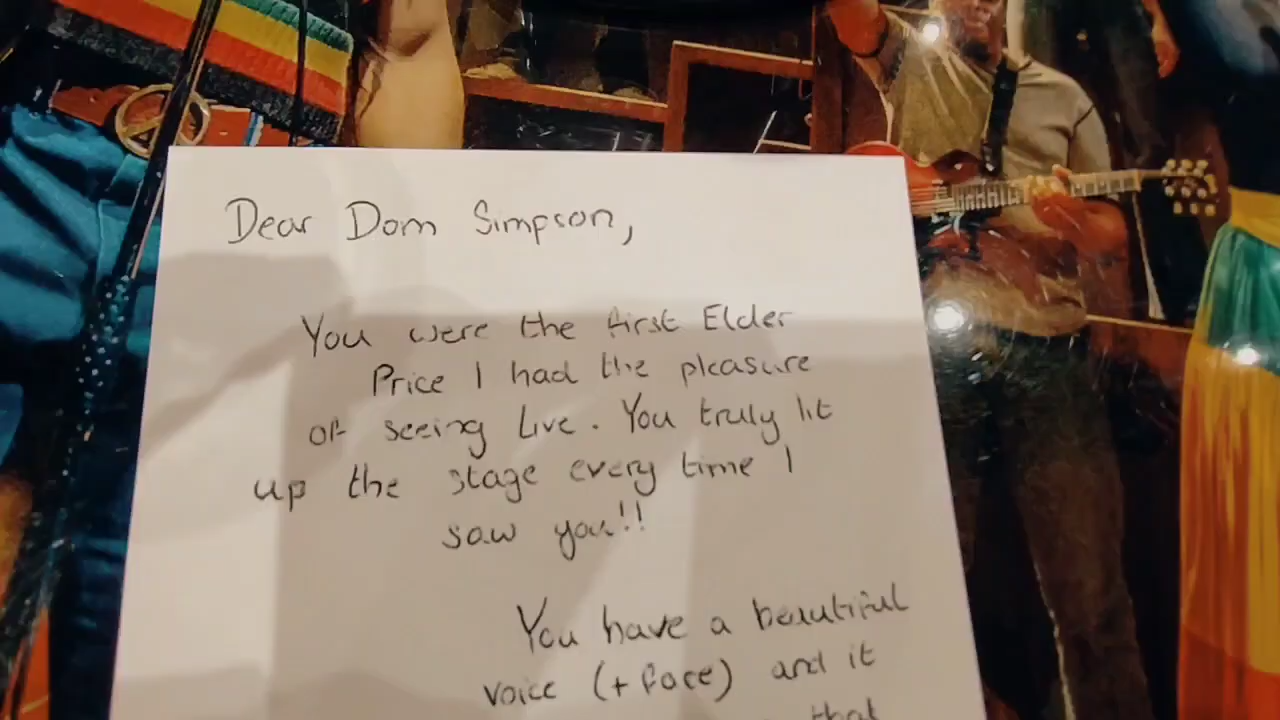 Dear Dom Simpson,
You were the first Elder
Price I had the pleasure
of seeing Live. You truly lit
up the stage every time I
saw you!!
You have a beautiful
voice (+ face) and it
that